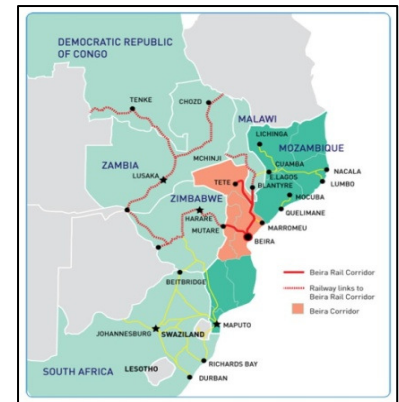 DEMOCRATIC REPUBLIC
OF CONGO
TENKE
CHOZD
MALAWI
LICHINGA
MOZAMBIQUE
MCHINJI
CUAMBA
NACALA
ZAMBIA
E.LAGOS
LUSAKA
TETE
BLANTYRE
LUMBO
MOCUBA
ZIMBABWE
QUELIMANE
HARARE
MARROMEU
MUTARE
BEIRA
BEITBRIDGE
Beira Rail Corridor
Railway links to
Beira Rail Corridor
Beira Corridor
MAPUTO
JOHANNESBURG
SWAZILAND
RICHARDS BAY
LESOTHO
SOUTH AFRICA
DURBAN